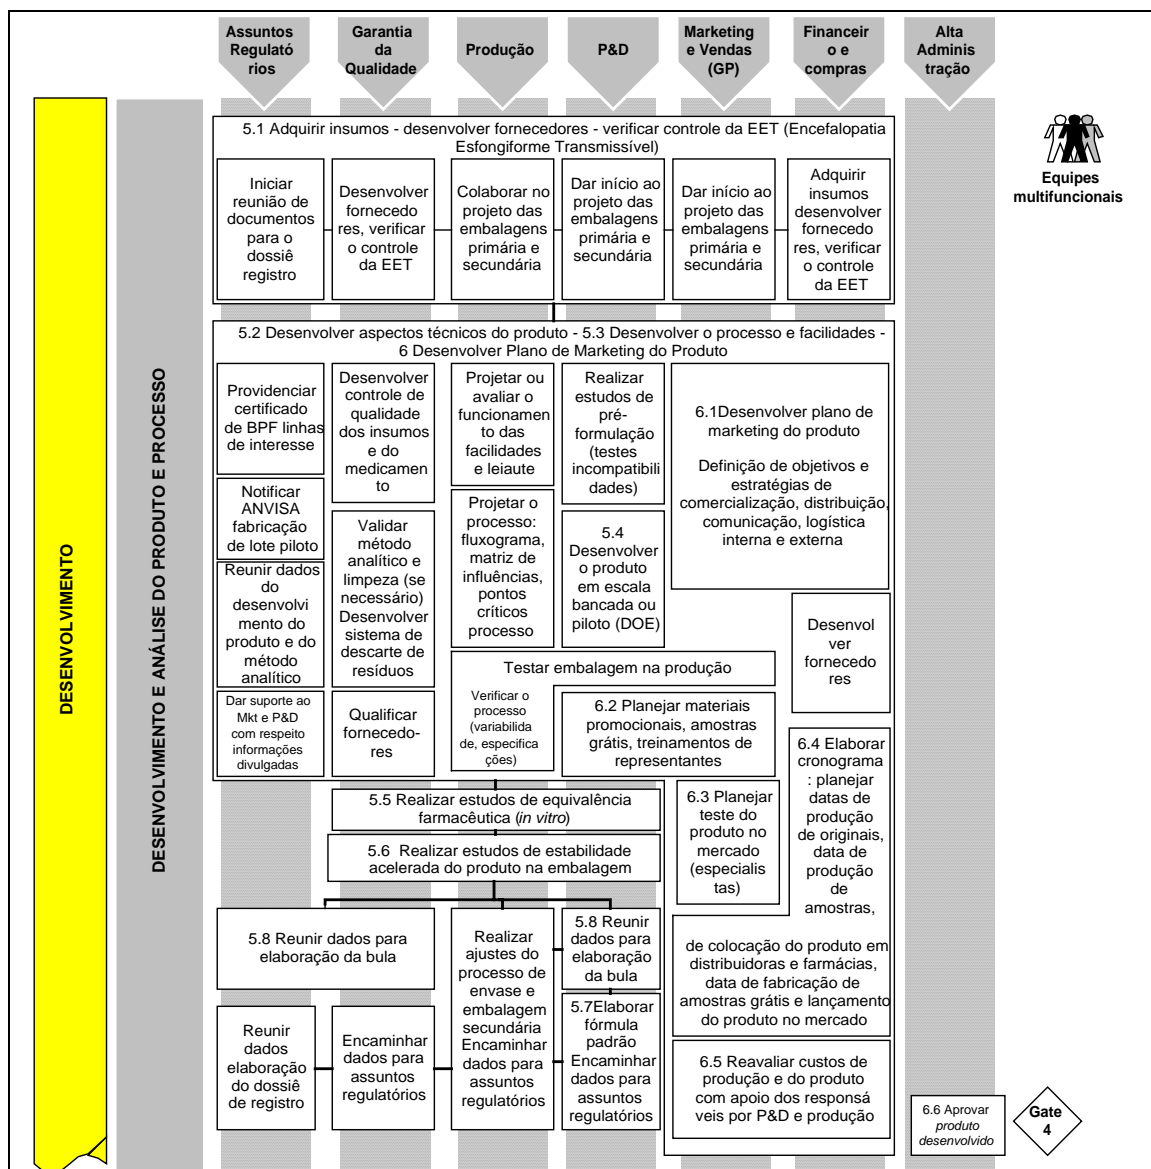 Assuntos
Regulató
rios
Garantia
da
Qualidade
Produção
P&D
Marketing
e Vendas
(GP)
Financeir
o e
compras
Alta
Adminis
tração
Equipes
multifuncionais
DESENVOLVIMENTO
DESENVOLVIMENTO E ANÁLISE DO PRODUTO E PROCESSO
5.1 Adquirir insumos - desenvolver fornecedores - verificar controle da EET (Encefalopatia
Esfongiforme Transmissível)
Iniciar
reunião de
documentos
para o
dossiê
registro
Desenvolver
fornecedo
res, verificar
o controle
da EET
Colaborar no
projeto das
embalagens
primária e
secundária
Dar início ao
projeto das
embalagens
primária e
secundária
Dar início ao
projeto das
embalagens
primária e
secundária
Adquirir
insumos
desenvolver
fornecedo
res, verificar
o controle
da EET
5.2 Desenvolver aspectos técnicos do produto - 5.3 Desenvolver o processo e facilidades -
6 Desenvolver Plano de Marketing do Produto
Providenciar
certificado
de BPF linhas
de interesse
Notificar
ANVISA
fabricação
de lote piloto
Reunir dados
do
desenvolvi
mento do
produto e do
método
analítico
Dar suporte ao
Mkt e P&D
com respeito
informações
divulgadas
Desenvolver
controle de
qualidade
dos insumos
e do
medicamen
to
Validar
método
analítico e
limpeza (se
necessário)
Desenvolver
sistema de
descarte de
resíduos
Qualificar
fornecedo-
res
Projetar ou
avaliar o
funcionamen
to das
facilidades
e leiaute
Projetar o
processo:
fluxograma,
matriz de
influências,
pontos
críticos
processo
Realizar
estudos de
pré-
formulação
(testes
incompatibili
dades)
5.4
Desenvolver
o produto
em escala
bancada ou
piloto (DOE)
6.1Desenvolver plano de
marketing do produto
Definição de objetivos e
estratégias de
comercialização, distribuição,
comunicação, logística
interna e externa
Desenvol
ver
fornecedo
res
Testar embalagem na produção
Verificar o
processo
(variabilida
de, especifica
ções)
6.2 Planejar materiais
promocionais, amostras
grátis, treinamentos de
representantes
5.5 Realizar estudos de equivalência
farmacêutica (in vitro)
5.6 Realizar estudos de estabilidade
acelerada do produto na embalagem
6.3 Planejar
teste do
produto no
mercado
(especialis
tas)
6.4 Elaborar
cronograma
: planejar
datas de
produção
de originais,
data de
produção
de
amostras,
de colocação do produto em
distribuidoras e farmácias,
data de fabricação de
amostras grátis e lançamento
do produto no mercado
5.8 Reunir dados para
elaboração da bula
Realizar
ajustes do
processo de
envase e
embalagem
secundária
Encaminhar
dados para
assuntos
regulatórios
5.8 Reunir
dados para
elaboração
da bula
5.7Elaborar
fórmula
padrão
Encaminhar
dados para
assuntos
regulatórios
Reunir
dados
elaboração
do dossiê
de registro
Encaminhar
dados para
assuntos
regulatórios
6.5 Reavaliar custos de
produção e do produto
com apoio dos responsá
veis por P&D e produção
6.6 Aprovar
produto
desenvolvido
Gate
4